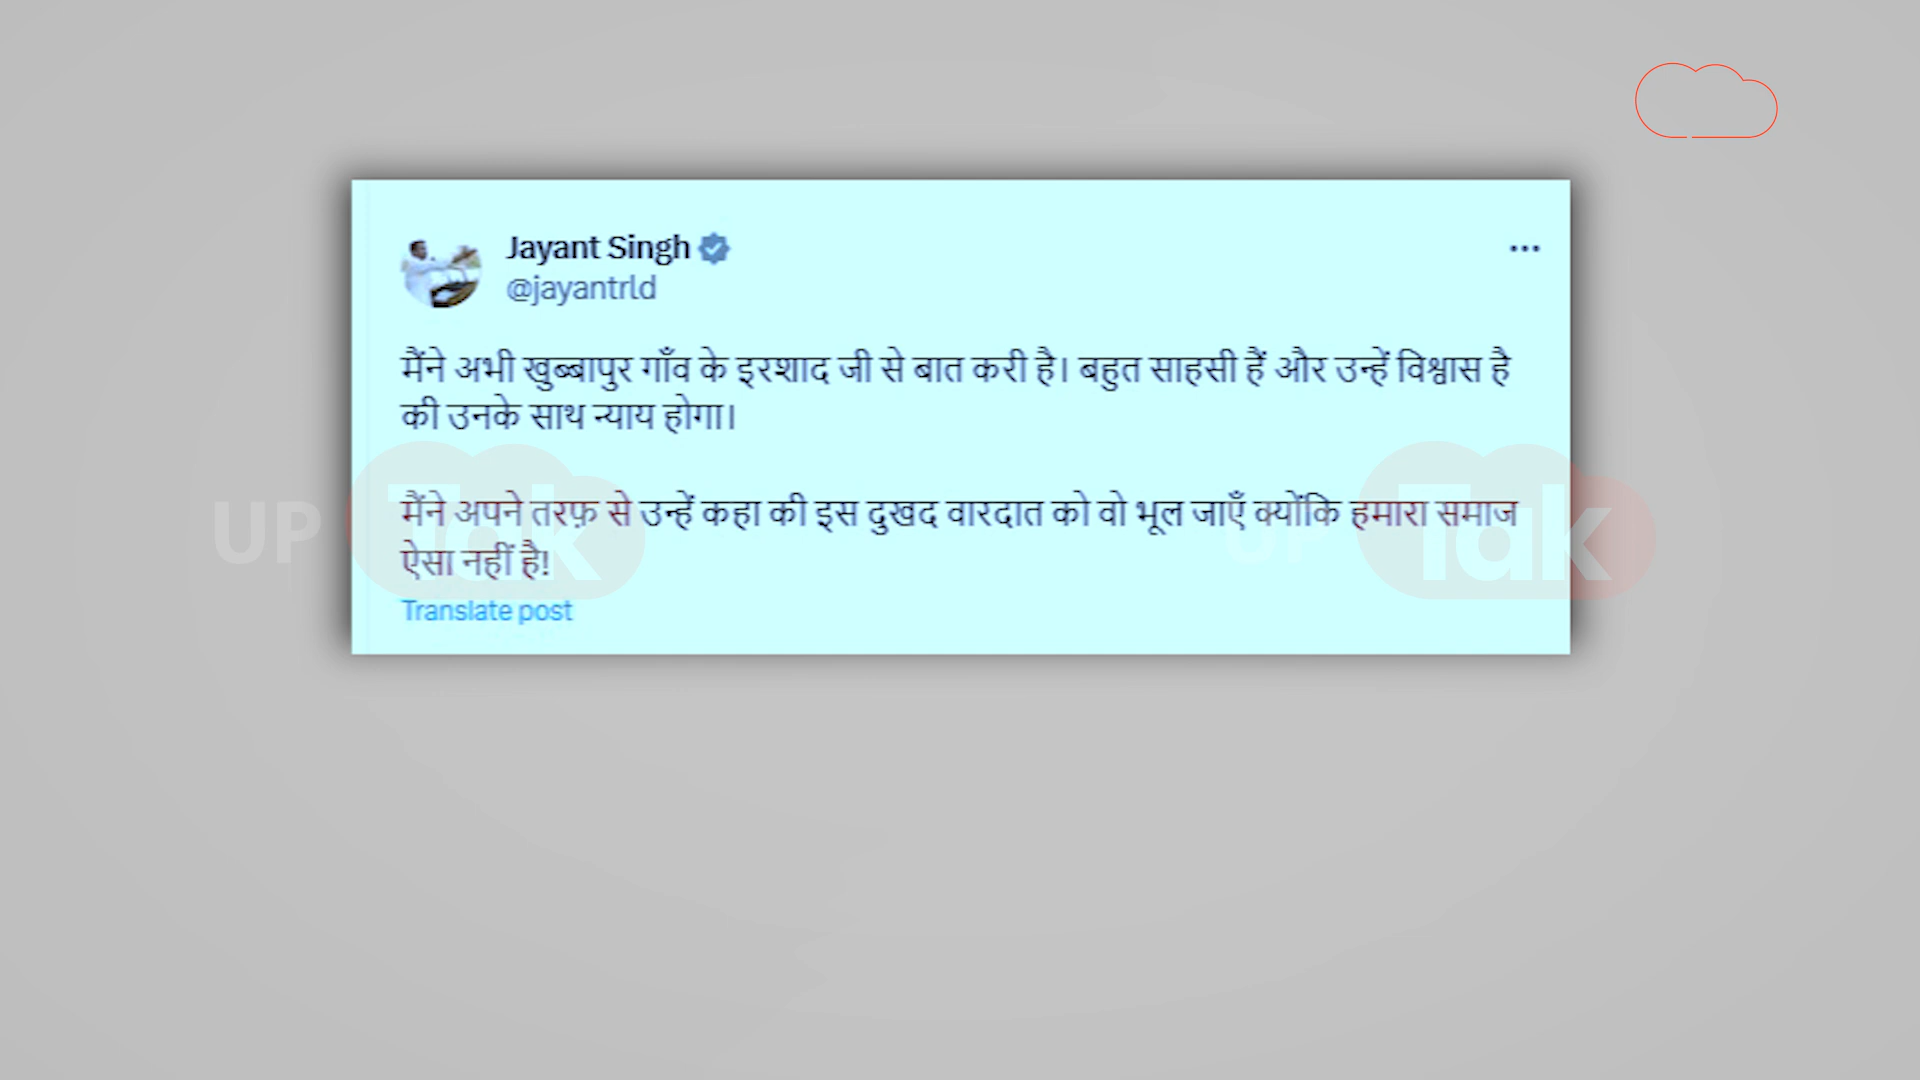 Jayant Singh
@jayantrld
मैंने अभी खुब्बापुर गाँव के इरशाद जी से बात करी है। बहुत साहसी हैं और उन्हें विश्वास है
की उनके साथ न्याय होगा।
मैंने अपने तरफ़ से उन्हें कहा की इस दुखद वारदात को वो भूल जाएँ क्योंकि हमारा समाज
ऐसा नहीं है!
Translate post
UP Tak
UP Tak